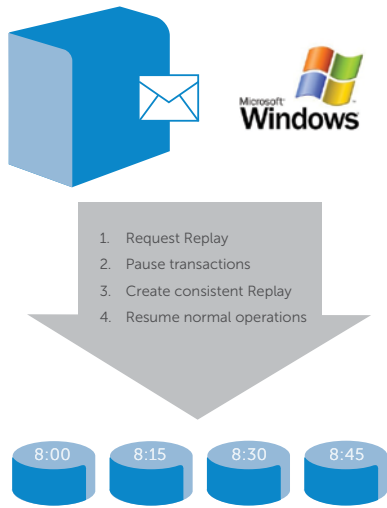 Microsoft
Windows
1. Request Replay
2. Pause transactions
3. Create consistent Replay
4. Resume normal operations
8:00 8:15 8:30 8:45